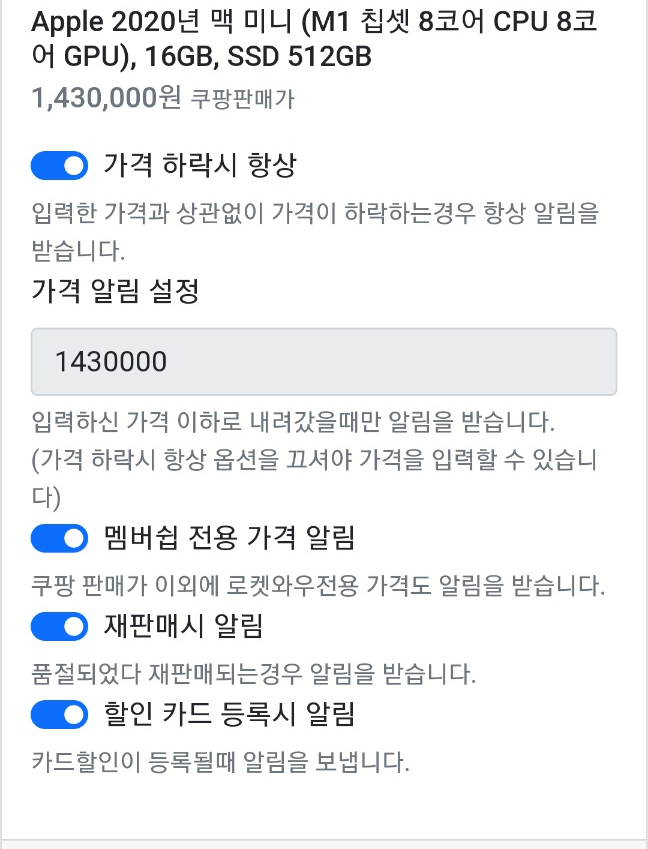 Apple 2020년 맥 미니 (M1 칩셋 8코어 CPU 8코
어 GPU), 16GB, SSD 512GB
1,430,000원 쿠팡판매가
가격 하락시 항상
입력한 가격과 상관없이 가격이 하락하는경우 항상 알림을
받습니다.
가격 알림 설정
1430000
입력하신 가격 이하로 내려갔을때만 알림을 받습니다.
(가격 하락시 항상 옵션을 끄셔야 가격을 입력할 수 있습니
다)
멤버쉽 전용 가격 알림
쿠팡 판매가 이외에 로켓와우전용 가격도 알림을 받습니다.
재판매시 알림
품절되었다 재판매되는경우 알림을 받습니다.
할인 카드 등록시 알림
카드할인이 등록될때 알림을 보냅니다.